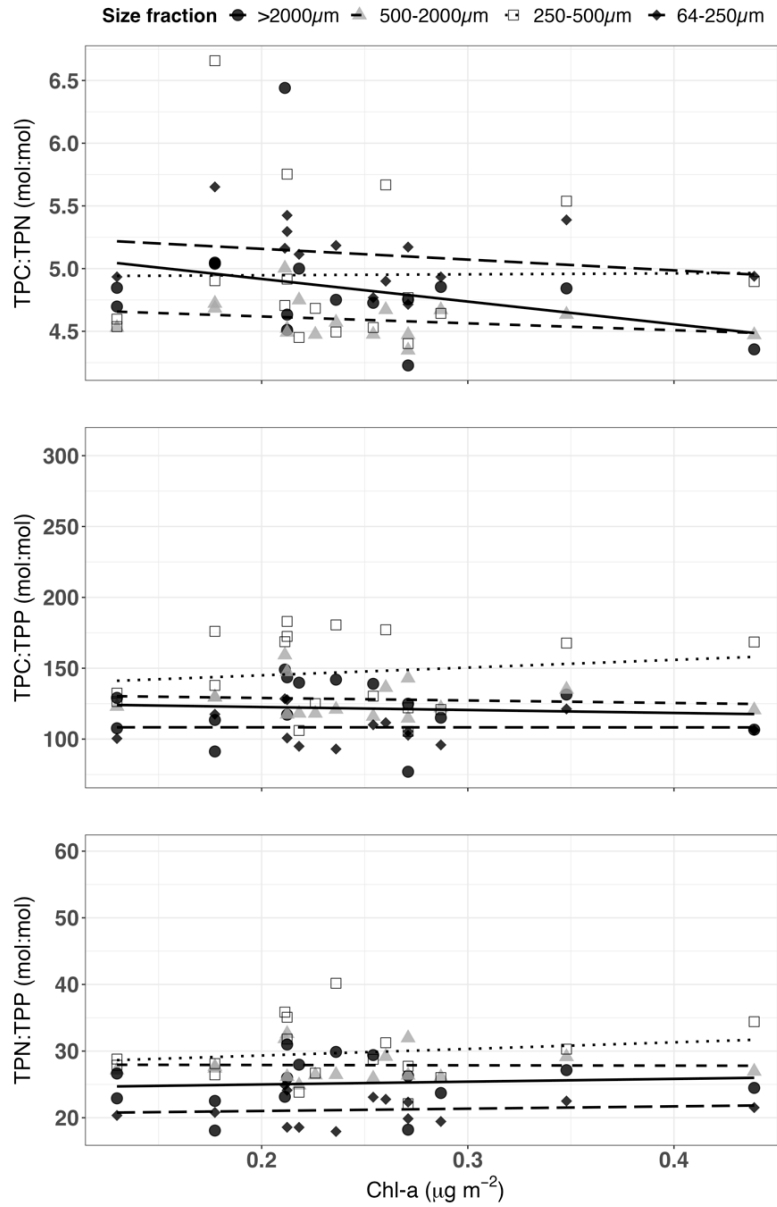 Size fraction >2000µm 500-2000µm 250-500µm 64-250µm
TPC:TPN (mol:mol)
6.5
6.0
5.5
5.0
4.5
TPC:TPP (mol:mol)
300
250
200
150
100
TPN:TPP (mol:mol)
60
50
40
30
20
0.2 0.3 0.4
Chl-a (µg m⁻²)